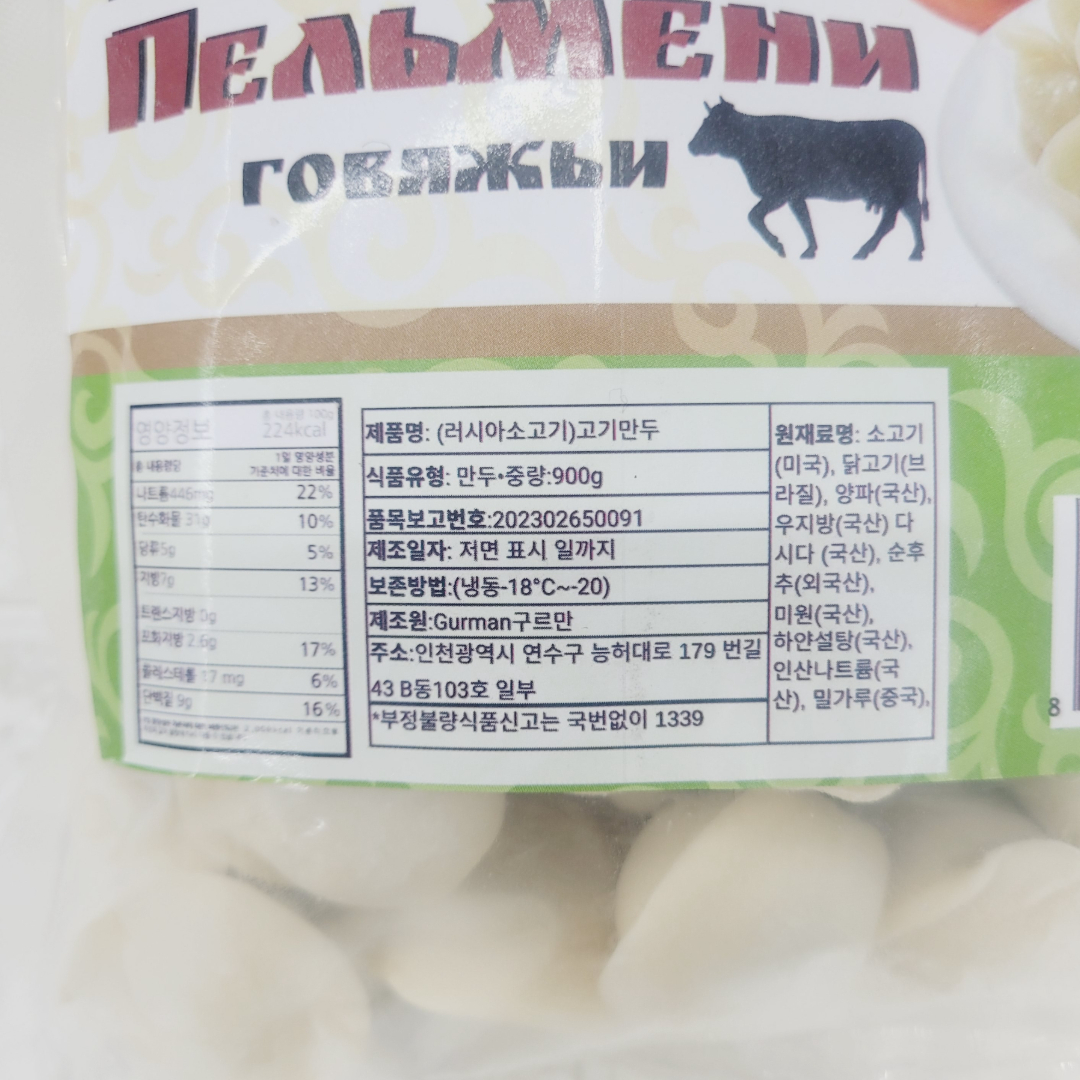 Пельмени
говяжьи
영양정보
총 내용량 100g
224kcal
1일 영양성분
기준치에 대한 비율
나트륨446mg 22%
탄수화물 31g 10%
당류5g 5%
지방7g 13%
트랜스지방 0g
포화지방 2.6g 17%
콜레스테롤 17 mg 6%
단백질 9g 16%
제품명: (러시아소고기)고기만두
식품유형: 만두•중량:900g
품목보고번호:202302650091
제조일자: 저면 표시 일까지
보존방법:(냉동-18°C~-20)
제조원:Gurman구르만
주소:인천광역시 연수구 능허대로 179 번길
43 B동103호 일부
*부정불량식품신고는 국번없이 1339
원재료명: 소고기
(미국), 닭고기(브
라질), 양파(국산),
우지방(국산) 다
시다 (국산), 순후
추(외국산),
미원(국산),
하얀설탕(국산),
인산나트륨(국
산), 밀가루(중국),
8